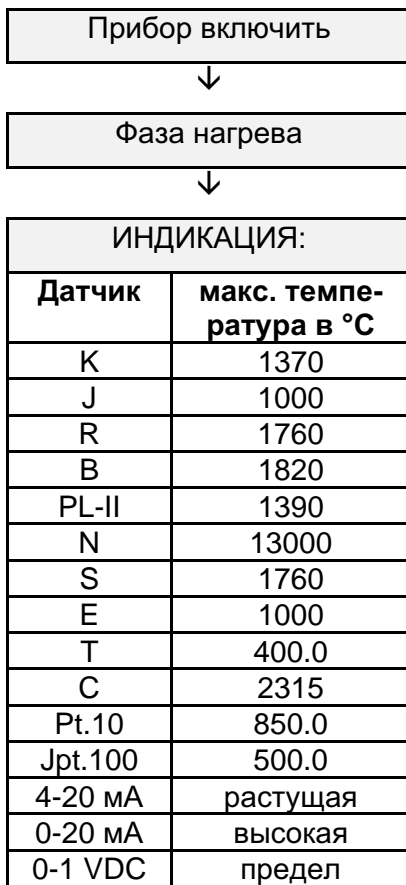 Прибор включить
↓
Фаза нагрева
↓
ИНДИКАЦИЯ:
Датчик макс. темпе-
ратура в °C
K 1370
J 1000
R 1760
B 1820
PL-II 1390
N 13000
S 1760
E 1000
T 400.0
C 2315
Pt.10 850.0
Jpt.100 500.0
4-20 мА растущая
0-20 мА высокая
0-1 VDC предел